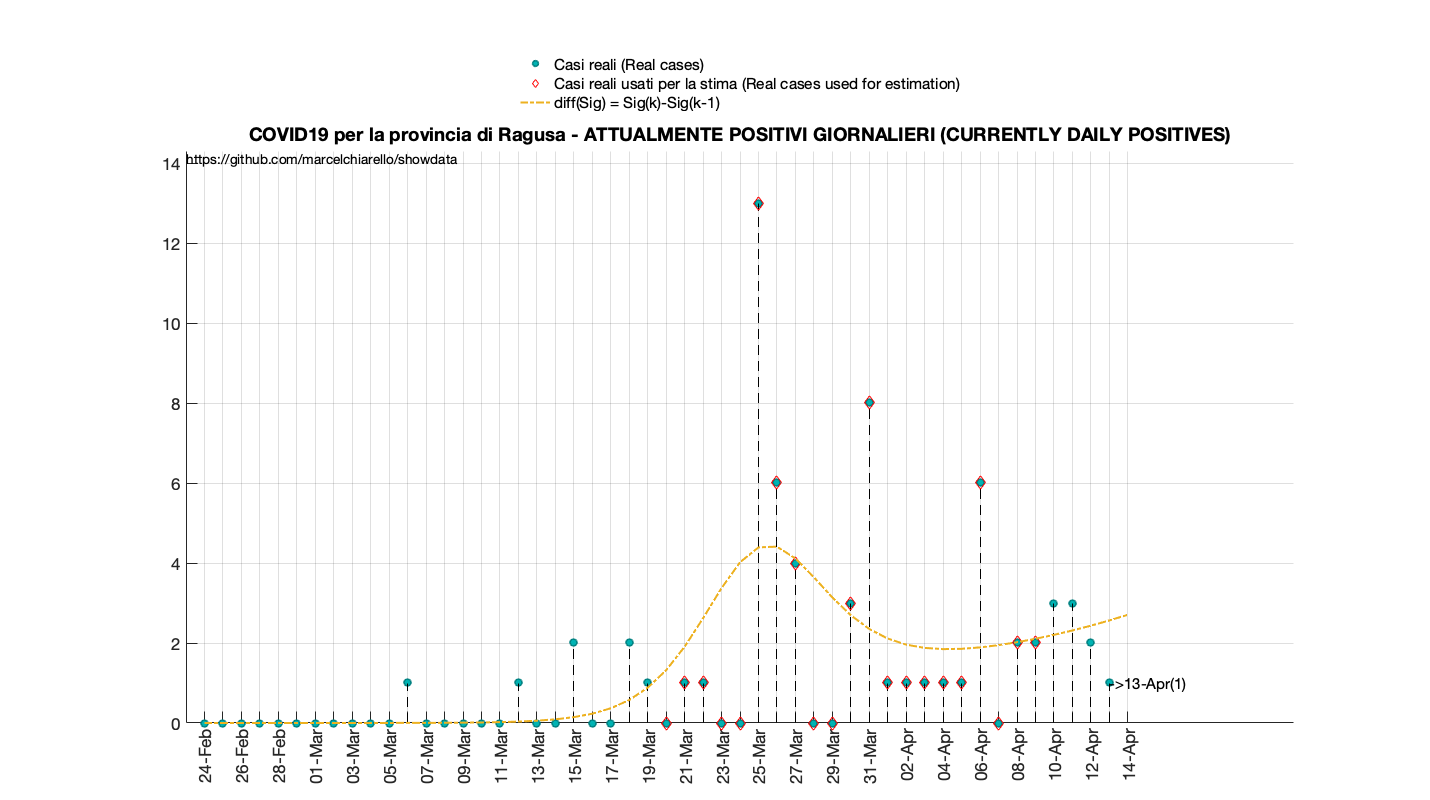 Casi reali (Real cases)
Casi reali usati per la stima (Real cases used for estimation)
diff(Sig) = Sig(k)-Sig(k-1)
COVID19 per la provincia di Ragusa - ATTUALMENTE POSITIVI GIORNALIERI (CURRENTLY DAILY POSITIVES)
https://github.com/marcelchiarello/showdata
14
12
10
8
6
4
2
0
->13-Apr(1)
24-Feb
26-Feb
28-Feb
01-Mar
03-Mar
05-Mar
07-Mar
09-Mar
11-Mar
13-Mar
15-Mar
17-Mar
19-Mar
21-Mar
23-Mar
25-Mar
27-Mar
29-Mar
31-Mar
02-Apr
04-Apr
06-Apr
08-Apr
10-Apr
12-Apr
14-Apr